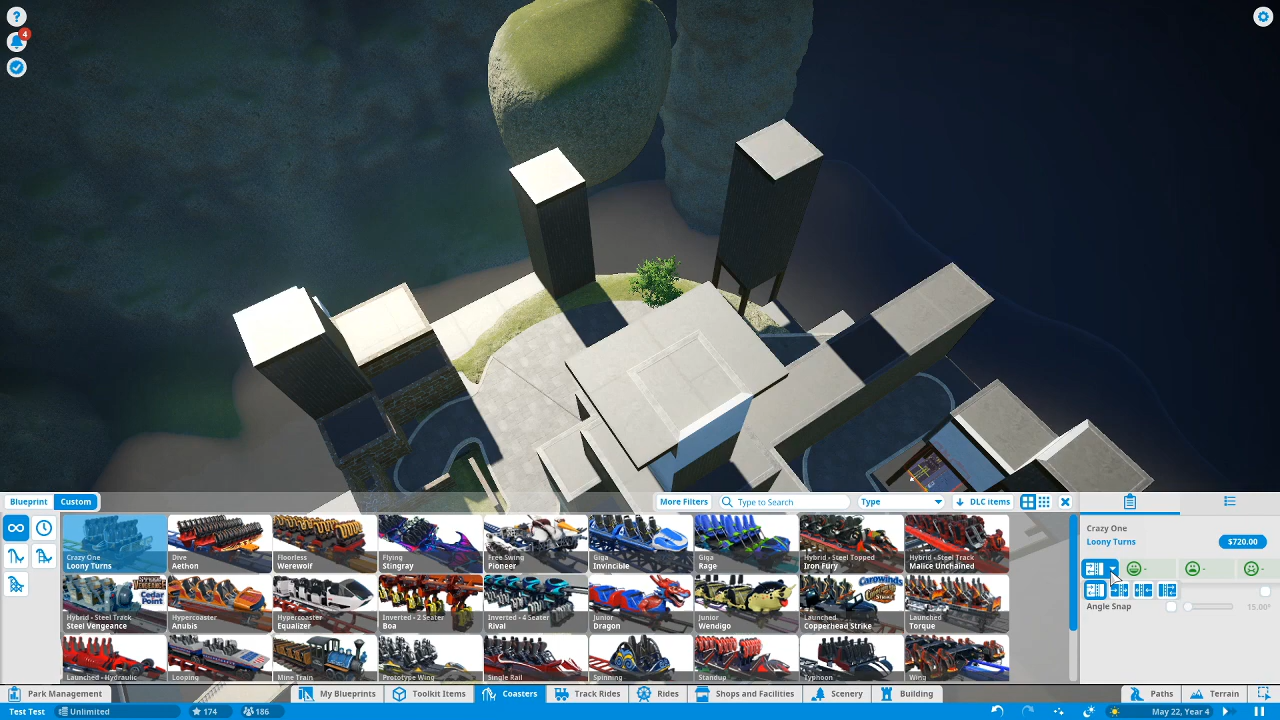 ?
4
Blueprint
Custom
More Filters
Type to Search
Type
DLC Items
Crazy One
Loony Turns
Dive
Aethon
Floorless
Werewolf
Flying
Stingray
Free Swing
Pioneer
Giga
Invincible
Giga
Rage
Hybrid - Steel Topped
Iron Fury
Hybrid - Steel Track
Malice Unchained
Hybrid - Steel Track
Steel Vengeance
STEEL VENGEANCE
Cedar Point
Hypercoaster
Anubis
Hypercoaster
Equalizer
Inverted - 2 Seater
Boa
Inverted - 4 Seater
Rival
Junior
Dragon
Junior
Wendigo
Carowinds
Launched
Copperhead Strike
Launched
Torque
Launched - Hydraulic
Looping
Mine Train
Prototype Wing
Single Rail
Spinning
Standup
Typhoon
Wing
Crazy One
Loony Turns
$720.00
-
-
-
Angle Snap
15.00°
Park Management
My Blueprints
Toolkit Items
Coasters
Track Rides
Rides
Shops and Facilities
Scenery
Building
Paths
Terrain
Test Test
Unlimited
174
186
May 22, Year 4